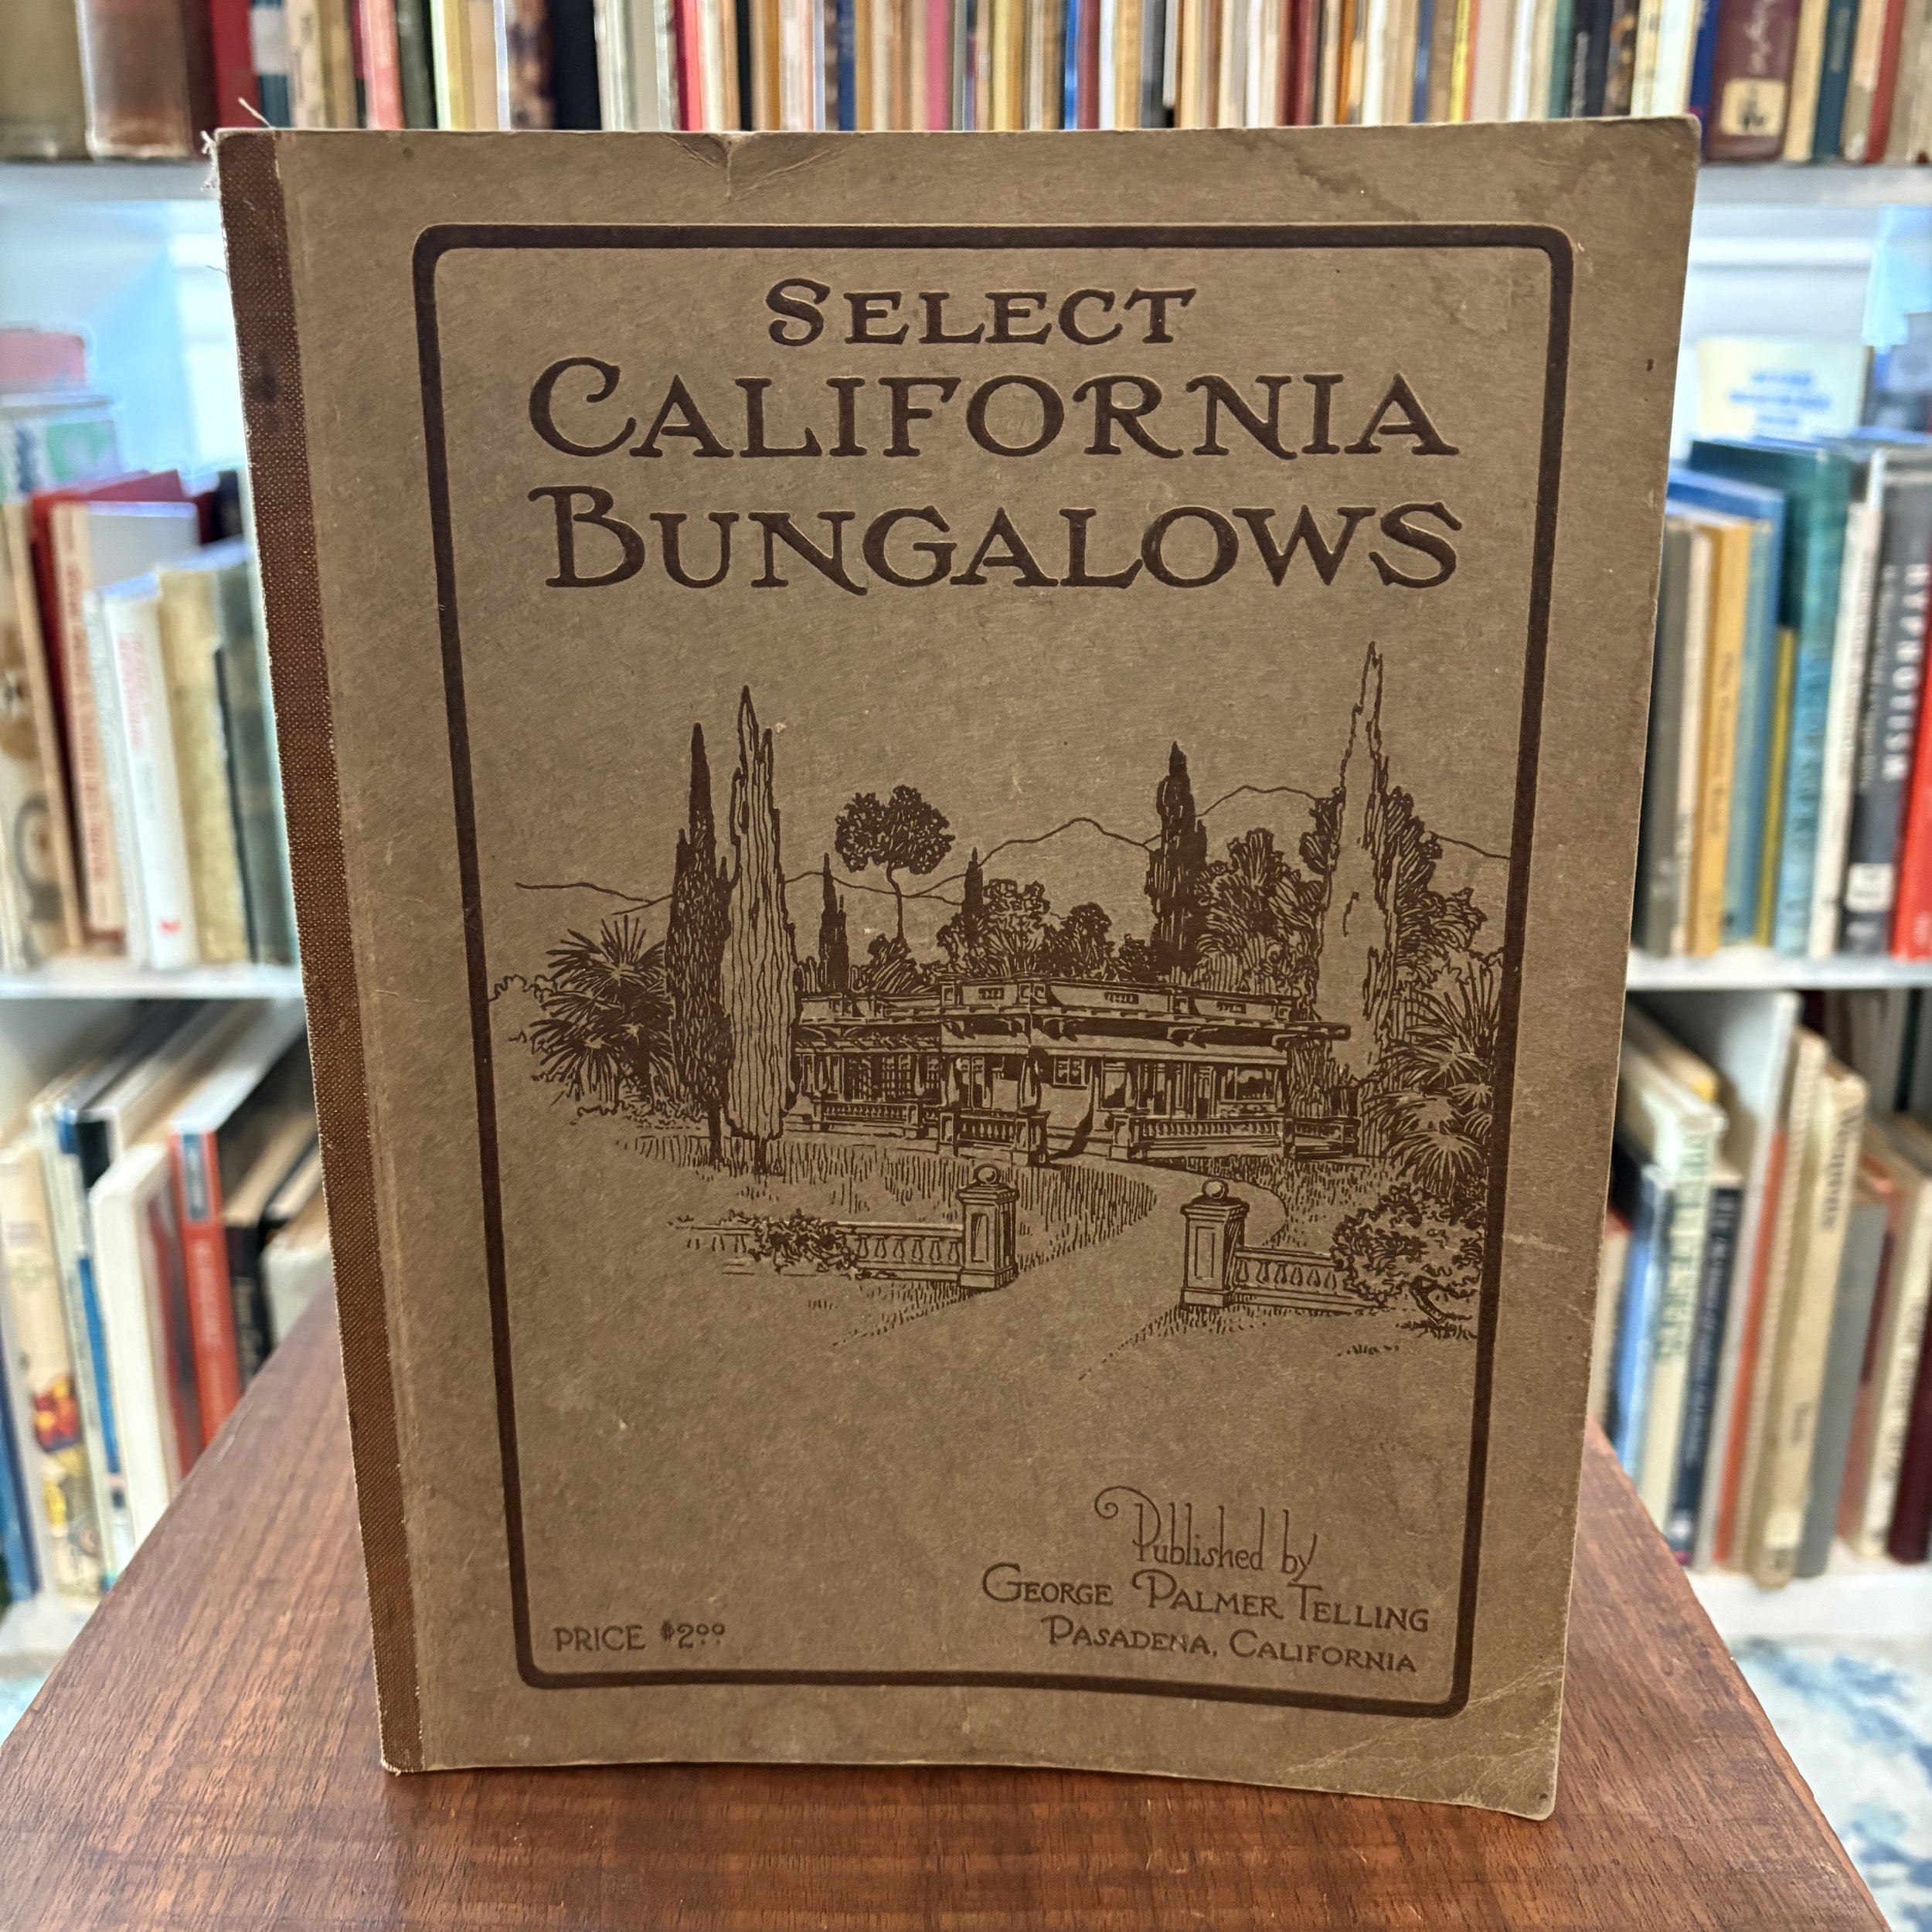 SELECT
CALIFORNIA
BUNGALOWS
Published by
GEORGE PALMER TELLING
PASADENA, CALIFORNIA
PRICE $2.00